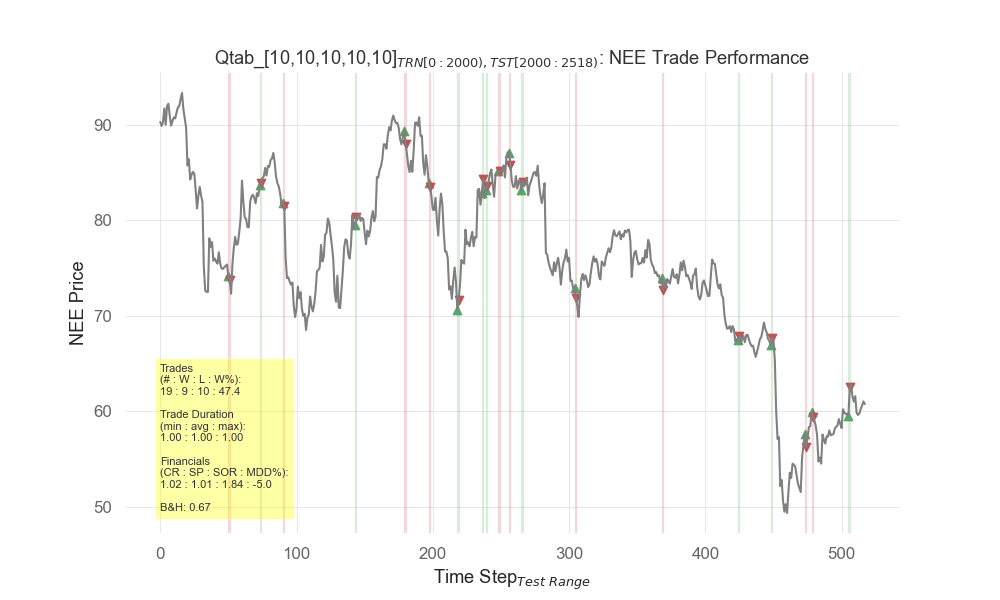 Qtab_[10,10,10,10,10]TRN[0 : 2000), TST[2000 : 2518): NEE Trade Performance
NEE Price
90
80
70
60
50
Trades
(# : W : L : W%):
19 : 9 : 10 : 47.4
Trade Duration
(min : avg : max):
1.00 : 1.00 : 1.00
Financials
(CR : SP : SOR : MDD%):
1.02 : 1.01 : 1.84 : -5.0
B&H: 0.67
0 100 200 300 400 500
Time StepTest Range